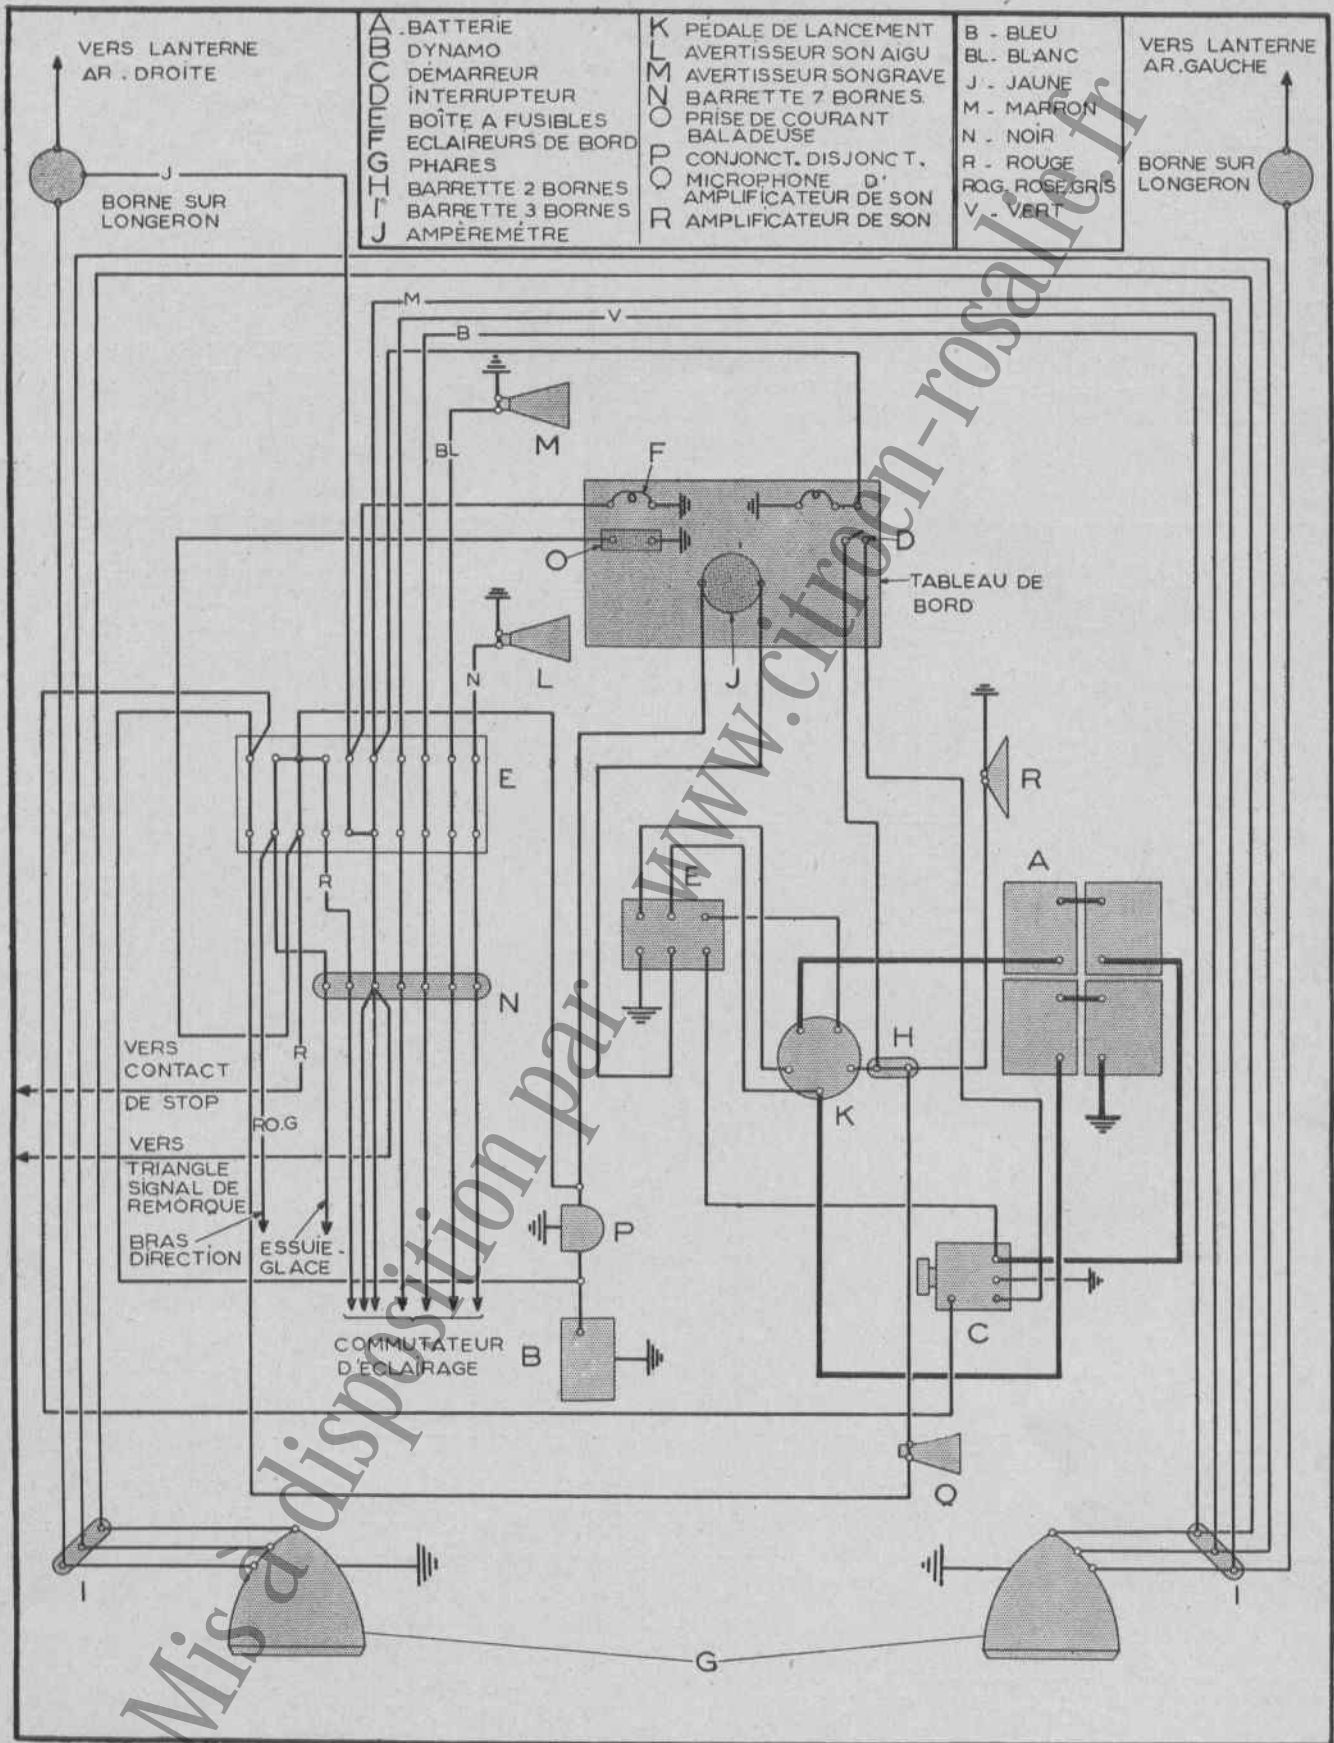 VERS LANTERNE
AR. DROITE
BORNE SUR
LONGERON
A. BATTERIE
B DYNAMO
C DÉMARREUR
D INTERRUPTEUR
E BOÎTE A FUSIBLES
F ECLAIREURS DE BORD
G PHARES
H BARRETTE 2 BORNES
I BARRETTE 3 BORNES
J AMPÈREMÈTRE
K PÉDALE DE LANCEMENT
L AVERTISSEUR SON AIGU
M AVERTISSEUR SON GRAVE
N BARRETTE 7 BORNES
O PRISE DE COURANT
BALADEUSE
P CONJONCT. DISJONCT.
Q MICROPHONE D'
AMPLIFICATEUR DE SON
R AMPLIFICATEUR DE SON
B - BLEU
BL - BLANC
J - JAUNE
M - MARRON
N - NOIR
R - ROUGE
RO.G. ROSE GRIS
V - VERT
VERS LANTERNE
AR. GAUCHE
BORNE SUR
LONGERON
J
M
V
B
BL
M
F
O
D
TABLEAU DE
BORD
J
N
L
E
R
R
E
A
N
H
K
VERS
CONTACT
DE STOP
R
RO.G
VERS
TRIANGLE
SIGNAL DE
REMORQUE
BRAS
DIRECTION
ESSUIE-
GLACE
P
COMMUTATEUR
D'ÉCLAIRAGE
B
C
Q
I
I
G
Mis à disposition par www.citroen-rosalie.fr